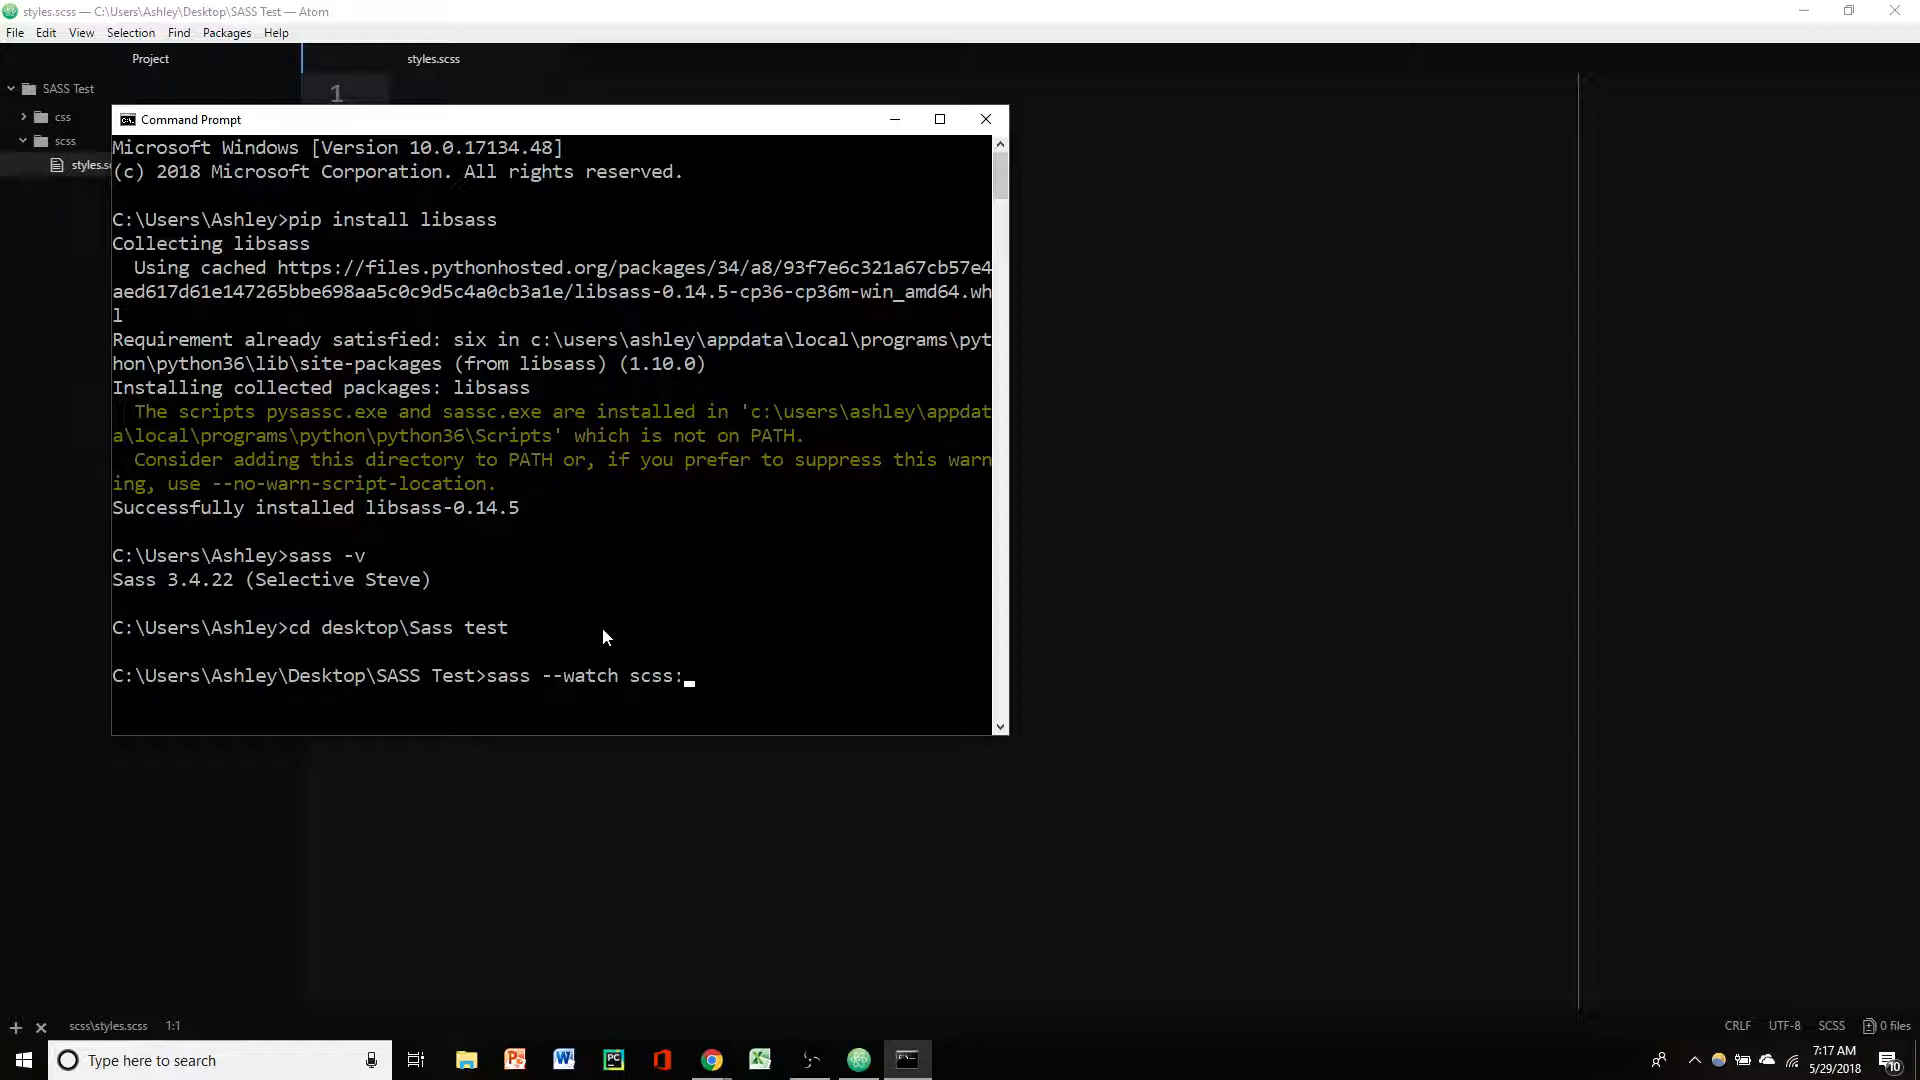 styles.scss — C:\Users\Ashley\Desktop\SASS Test — Atom
File Edit View Selection Find Packages Help
Project styles.scss
SASS Test
1
css
scss
styles.sc
Command Prompt
Microsoft Windows [Version 10.0.17134.48]
(c) 2018 Microsoft Corporation. All rights reserved.
C:\Users\Ashley>pip install libsass
Collecting libsass
Using cached https://files.pythonhosted.org/packages/34/a8/93f7e6c321a67cb57e4
aed617d61e147265bbe698aa5c0c9d5c4a0cb3a1e/libsass-0.14.5-cp36-cp36m-win_amd64.wh
l
Requirement already satisfied: six in c:\users\ashley\appdata\local\programs\pyt
hon\python36\lib\site-packages (from libsass) (1.10.0)
Installing collected packages: libsass
The scripts pysassc.exe and sassc.exe are installed in 'c:\users\ashley\appdat
a\local\programs\python\python36\Scripts' which is not on PATH.
Consider adding this directory to PATH or, if you prefer to suppress this warn
ing, use --no-warn-script-location.
Successfully installed libsass-0.14.5
C:\Users\Ashley>sass -v
Sass 3.4.22 (Selective Steve)
C:\Users\Ashley>cd desktop\Sass test
C:\Users\Ashley\Desktop\SASS Test>sass --watch scss:
scss\styles.scss 1:1 CRLF UTF-8 SCSS 0 files
Type here to search
7:17 AM
5/29/2018
10